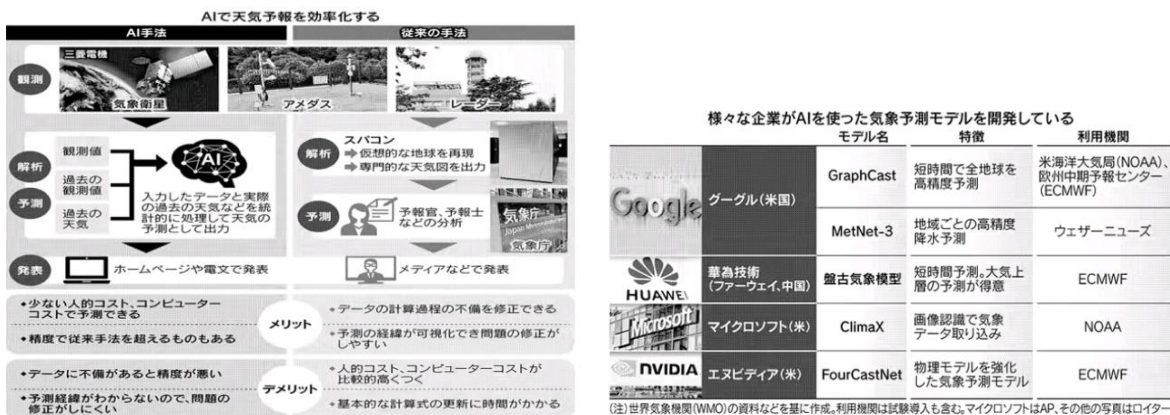 AIで天気予報を効率化する
AI手法
従来の手法
観測
三菱電機
気象衛星
アメダス
レーダー
解析
予測
観測値
過去の
観測値
過去の
天気
AI
入力したデータと実際
の過去の天気などを統
計的に処理して天気の
予測として出力
解析
スパコン
➡仮想的な地球を再現
➡専門的な天気図を出力
予測
予報官、予報士
などの分析
気象庁
Japan Meteorological
気象庁
発表
ホームページや電文で発表
メディアなどで発表
メリット
•少ない人的コスト、コンピューター
コストで予測できる
•精度で従来手法を超えるものもある
•データの計算過程の不備を修正できる
•予測の経緯が可視化でき問題の修正が
しやすい
デメリット
•データに不備があると精度が悪い
•予測経緯がわからないので、問題の
修正がしにくい
•人的コスト、コンピューターコストが
比較的高くつく
•基本的な計算式の更新に時間がかかる
様々な企業がAIを使った気象予測モデルを開発している
モデル名 特徴 利用機関
Google
グーグル(米国)
GraphCast
短時間で全地球を
高精度予測
米海洋大気局(NOAA)、
欧州中期予報センター
(ECMWF)
MetNet-3
地域ごとの高精度
降水予測
ウェザーニューズ
HUAWEI
華為技術
(ファーウェイ、中国)
盤古気象模型
短時間予測。大気上
層の予測が得意
ECMWF
Microsoft
マイクロソフト(米)
ClimaX
画像認識で気象
データ取り込み
NOAA
NVIDIA
エヌビディア(米)
FourCastNet
物理モデルを強化
した気象予測モデル
ECMWF
(注)世界気象機関(WMO)の資料などを基に作成。利用機関は試験導入も含む。マイクロソフトはAP、その他の写真はロイター